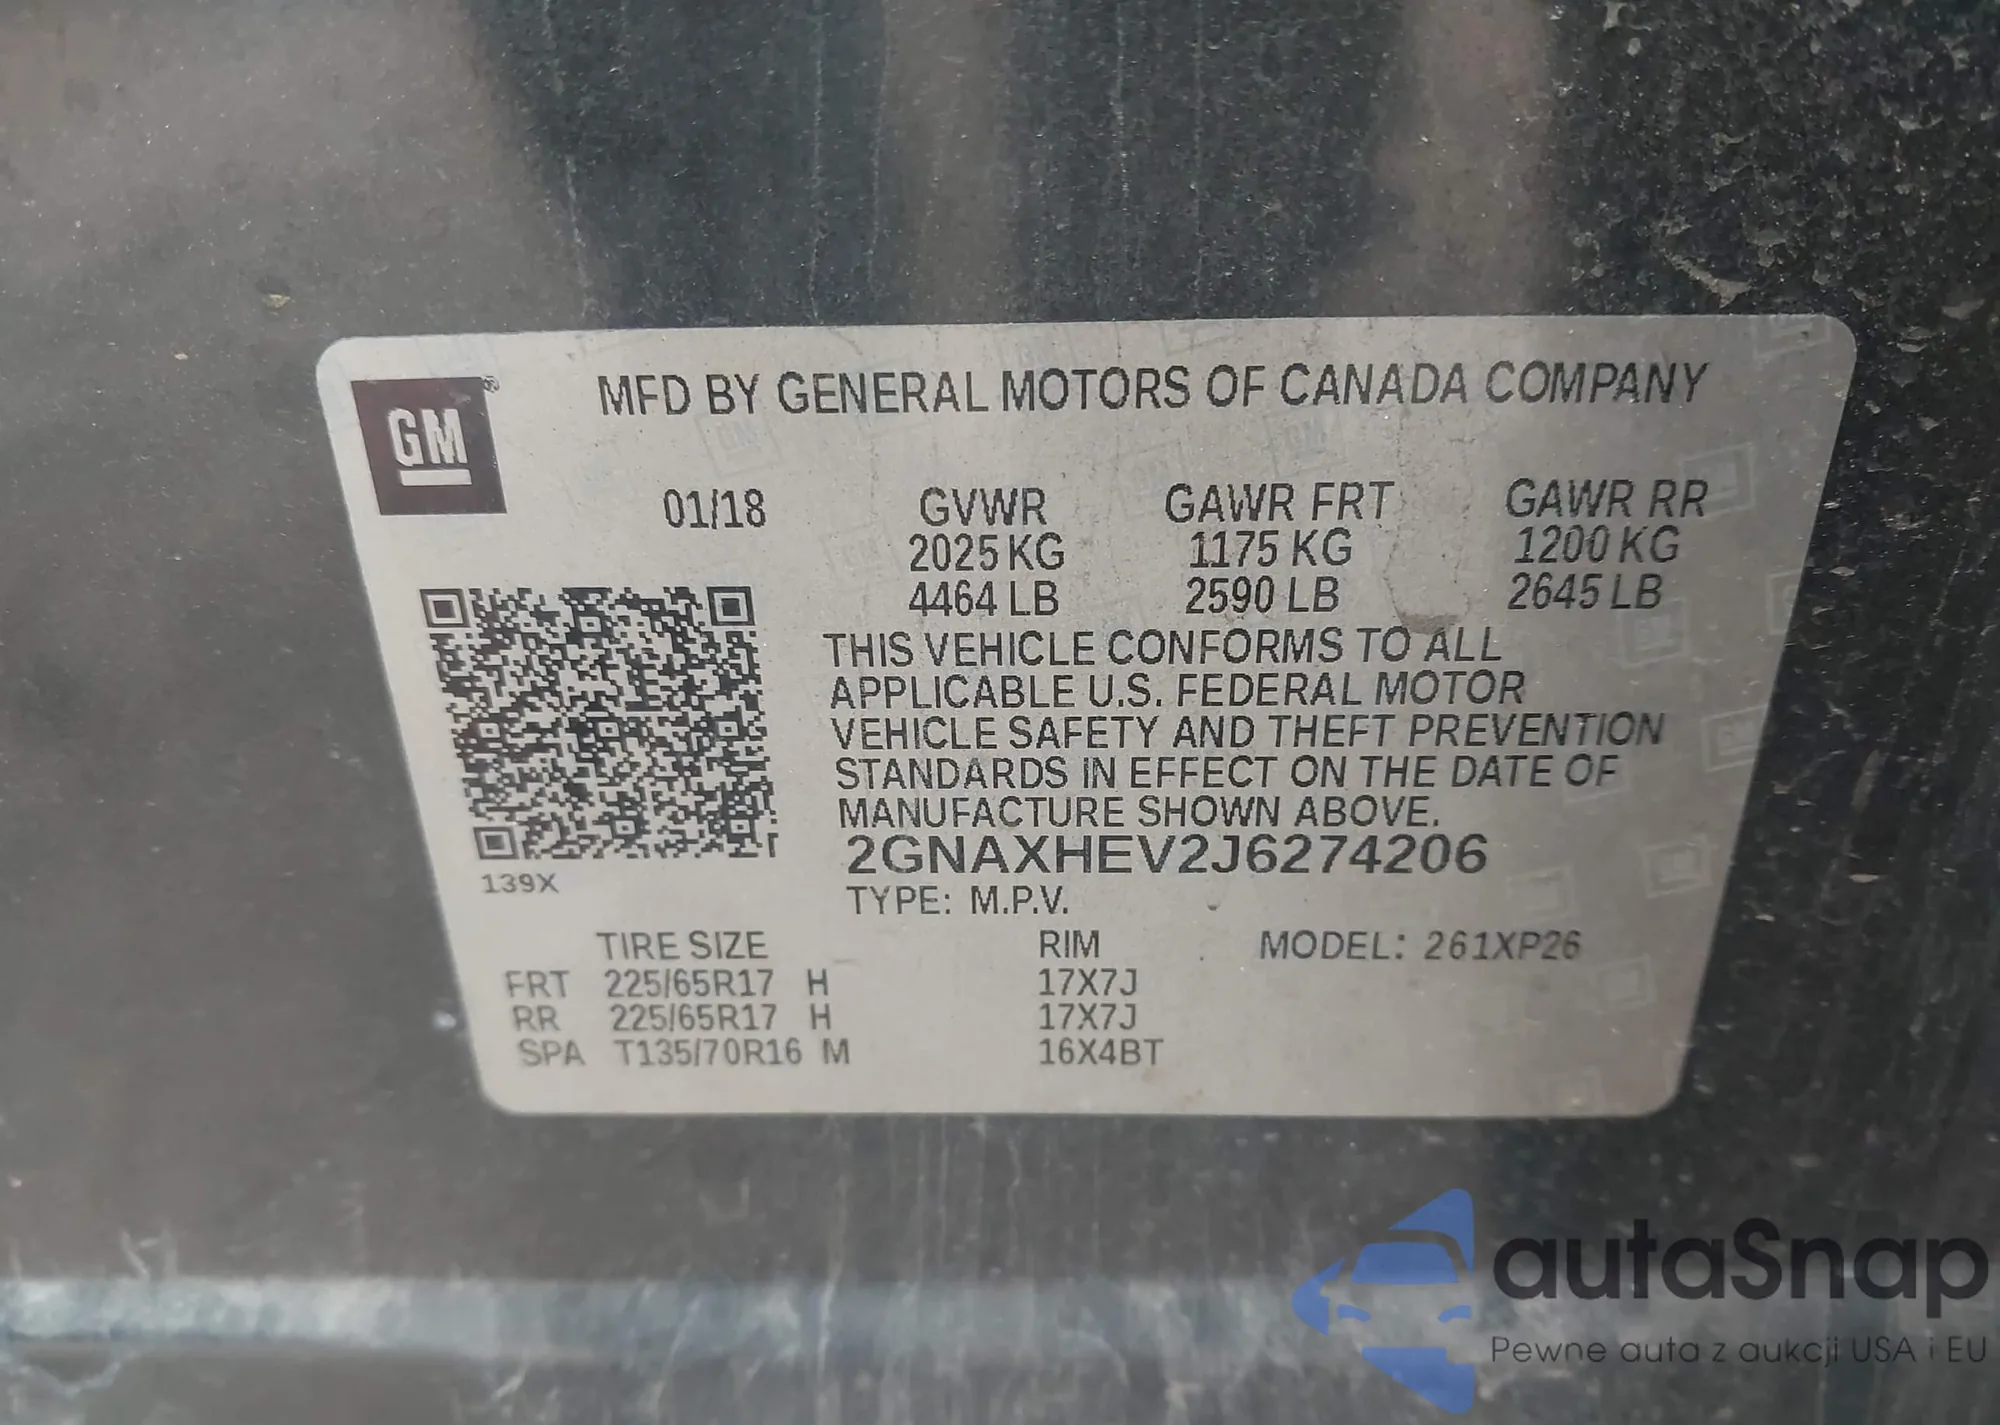 GM ®
MFD BY GENERAL MOTORS OF CANADA COMPANY
01/18 GVWR GAWR FRT GAWR RR
2025 KG 1175 KG 1200 KG
4464 LB 2590 LB 2645 LB
THIS VEHICLE CONFORMS TO ALL
APPLICABLE U.S. FEDERAL MOTOR
VEHICLE SAFETY AND THEFT PREVENTION
STANDARDS IN EFFECT ON THE DATE OF
MANUFACTURE SHOWN ABOVE.
2GNAXHEV2J6274206
139X
TYPE: M.P.V.
TIRE SIZE RIM MODEL: 261XP26
FRT 225/65R17 H 17X7J
RR 225/65R17 H 17X7J
SPA T135/70R16 M 16X4BT
autaSnap
Pewne auta z aukcji USA i EU